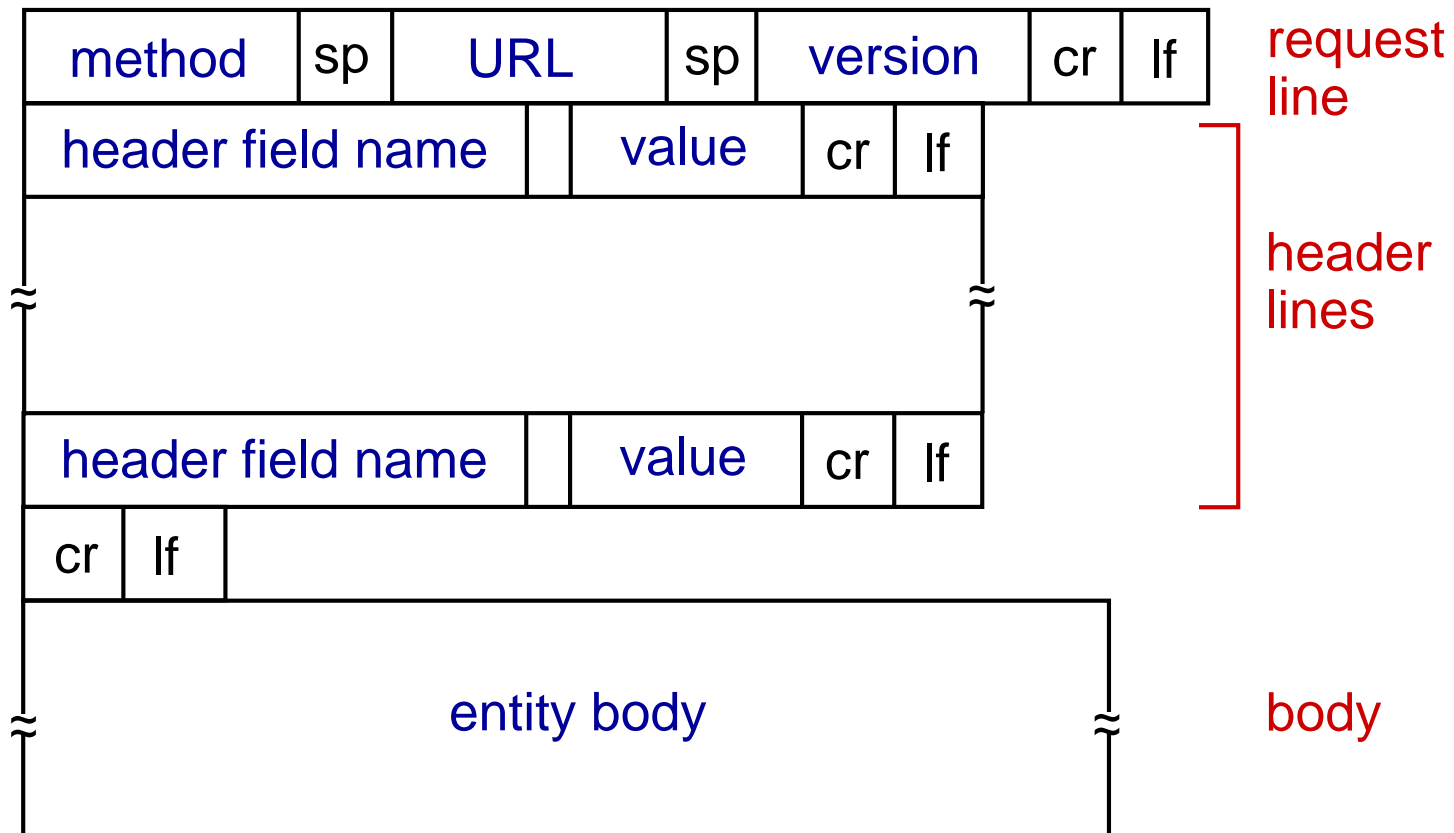 method sp URL sp version cr lf request
line
header field name value cr lf
header
lines
header field name value cr lf
cr lf
entity body body